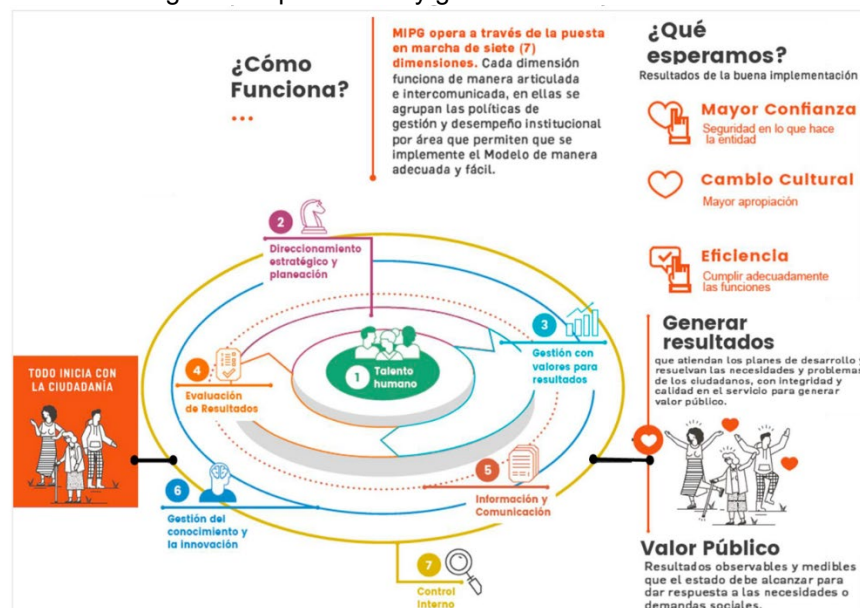 ¿Cómo
Funciona?
MIPG opera a través de la puesta
en marcha de siete (7)
dimensiones. Cada dimensión
funciona de manera articulada
e intercomunicada, en ellas se
agrupan las políticas de
gestión y desempeño institucional
por área que permiten que se
implemente el Modelo de manera
adecuada y fácil.
¿Qué
esperamos?
Resultados de la buena implementación
Mayor Confianza
Seguridad en lo que hace
la entidad
Cambio Cultural
Mayor apropiación
Eficiencia
Cumplir adecuadamente
las funciones
2
Direccionamiento
estratégico y
planeación
3
Gestión con
valores para
resultados
1
Talento
humano
4
Evaluación
de Resultados
5
Información y
Comunicación
6
Gestión del
conocimiento y
la innovación
7
Control
Interno
TODO INICIA CON
LA CIUDADANÍA
Generar
resultados
que atiendan los planes de desarrollo y
resuelvan las necesidades y problemas
de los ciudadanos, con integridad y
calidad en el servicio para generar
valor público.
Valor Público
Resultados observables y medibles
que el estado debe alcanzar para
dar respuesta a las necesidades o
demandas sociales.